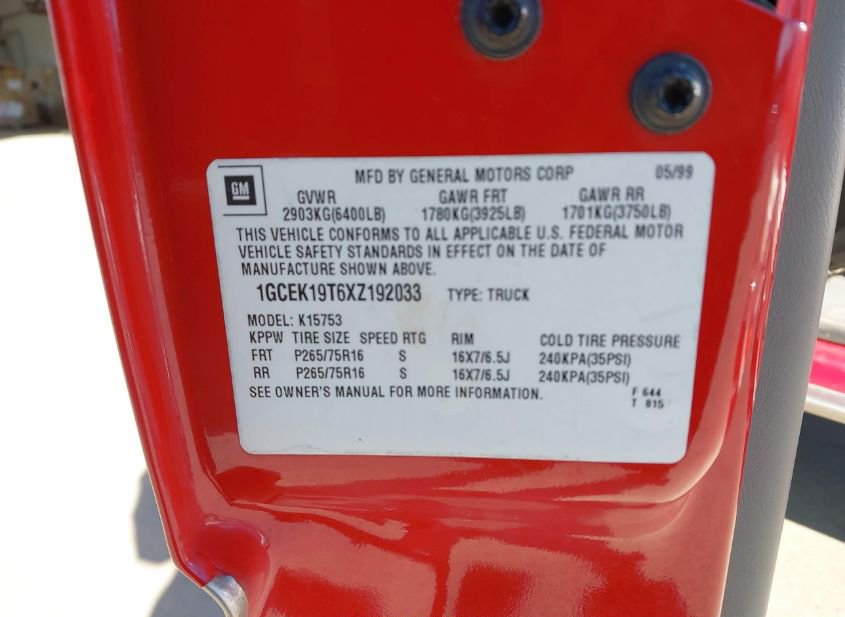 GM
MFD BY GENERAL MOTORS CORP 05/99
GVWR GAWR FRT GAWR RR
2903KG(6400LB) 1780KG(3925LB) 1701KG(3750LB)
THIS VEHICLE CONFORMS TO ALL APPLICABLE U.S. FEDERAL MOTOR
VEHICLE SAFETY STANDARDS IN EFFECT ON THE DATE OF
MANUFACTURE SHOWN ABOVE.
1GCEK19T6XZ192033 TYPE: TRUCK
MODEL: K15753
KPPW TIRE SIZE SPEED RTG RIM COLD TIRE PRESSURE
FRT P265/75R16 S 16X7/6.5J 240KPA(35PSI)
RR P265/75R16 S 16X7/6.5J 240KPA(35PSI)
SEE OWNER'S MANUAL FOR MORE INFORMATION. F 644
T 015